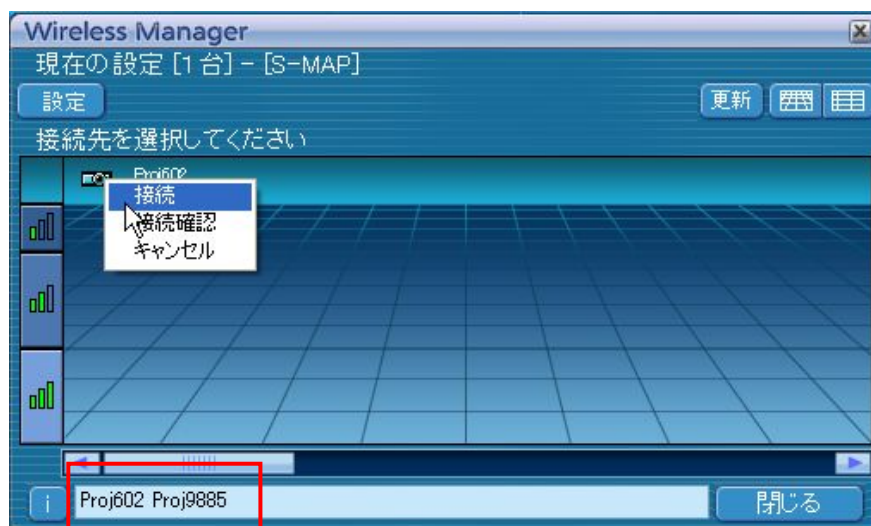 Wireless Manager
現在の設定 [1 台] - [S-MAP]
設定
更新
接続先を選択してください
Proj602
接続
接続確認
キャンセル
i
Proj602 Proj9885
閉じる